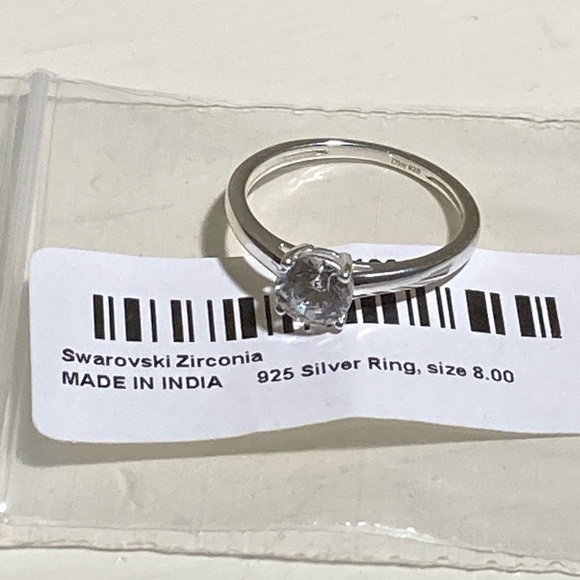 Swarovski Zirconia
MADE IN INDIA 925 Silver Ring, size 8.00